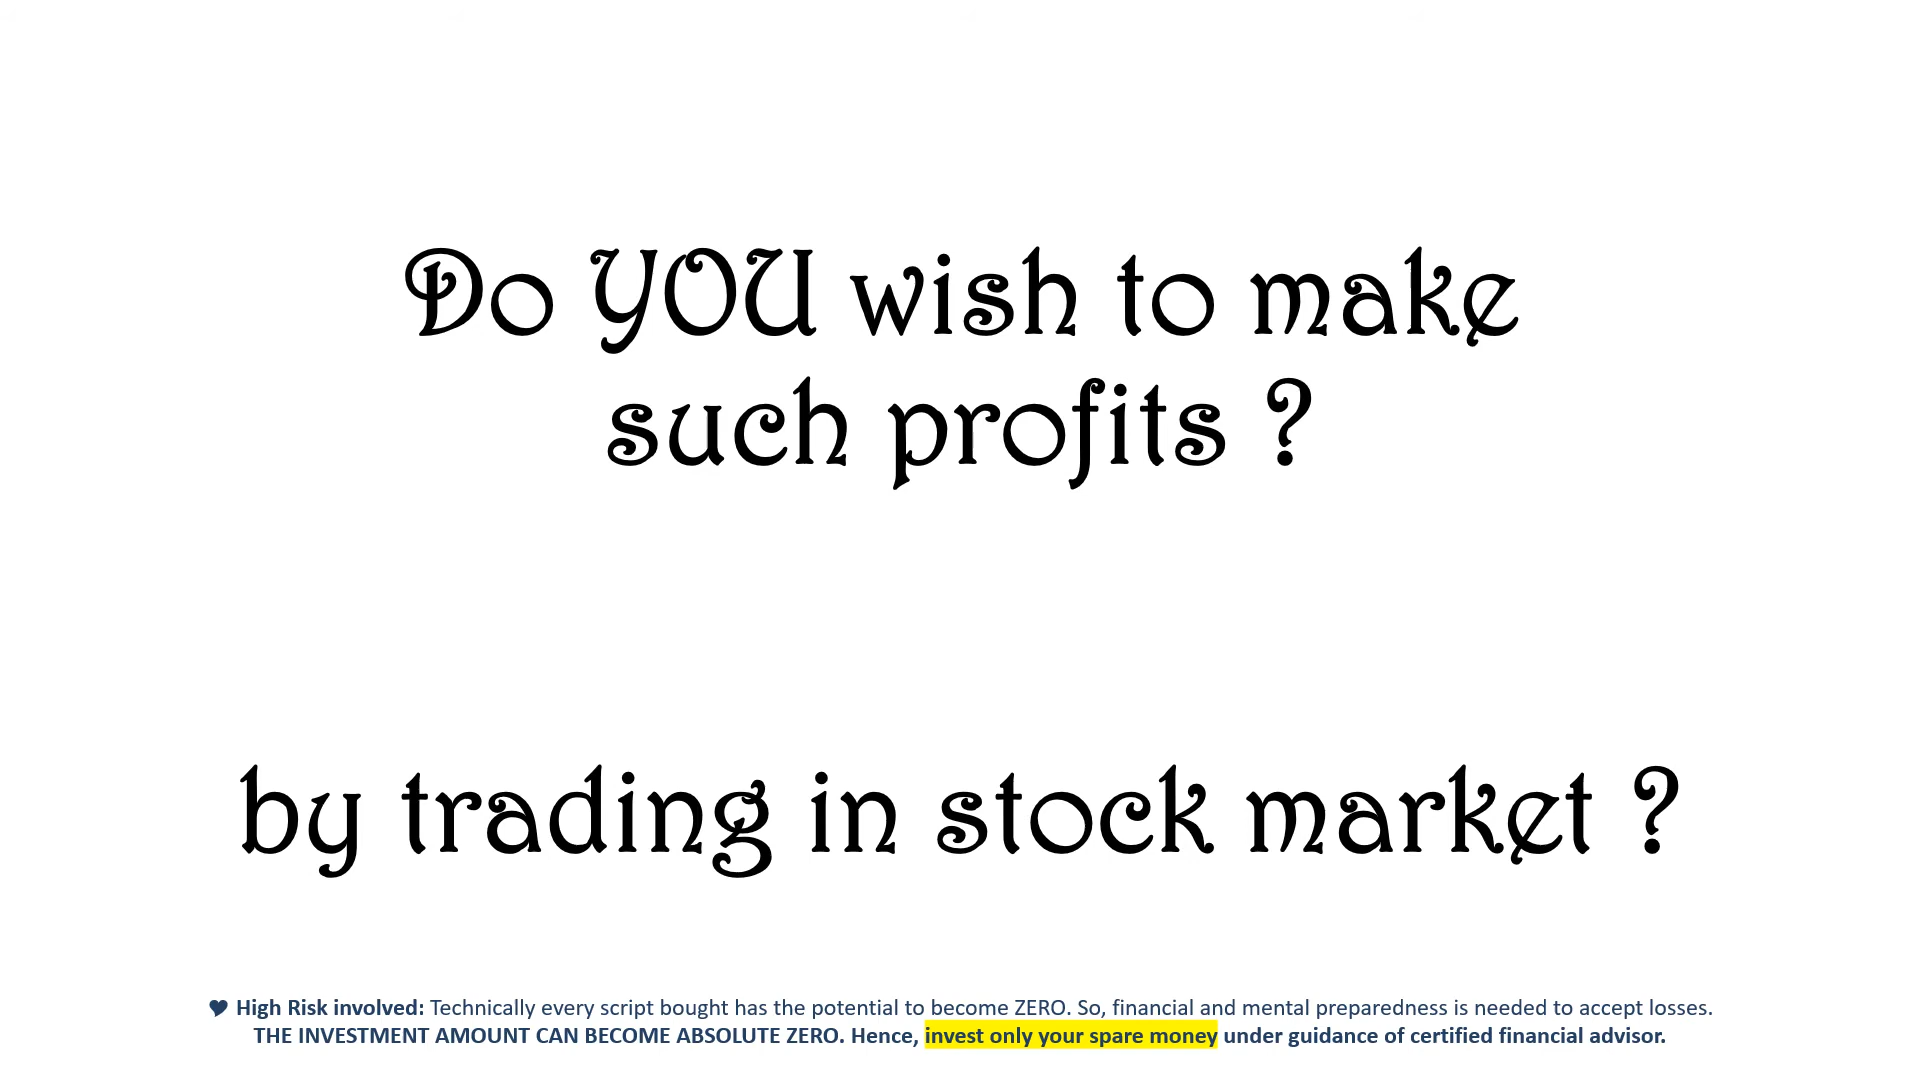 Do YOU wish to make
such profits ?
by trading in stock market ?
♥ High Risk involved: Technically every script bought has the potential to become ZERO. So, financial and mental preparedness is needed to accept losses.
THE INVESTMENT AMOUNT CAN BECOME ABSOLUTE ZERO. Hence, invest only your spare money under guidance of certified financial advisor.